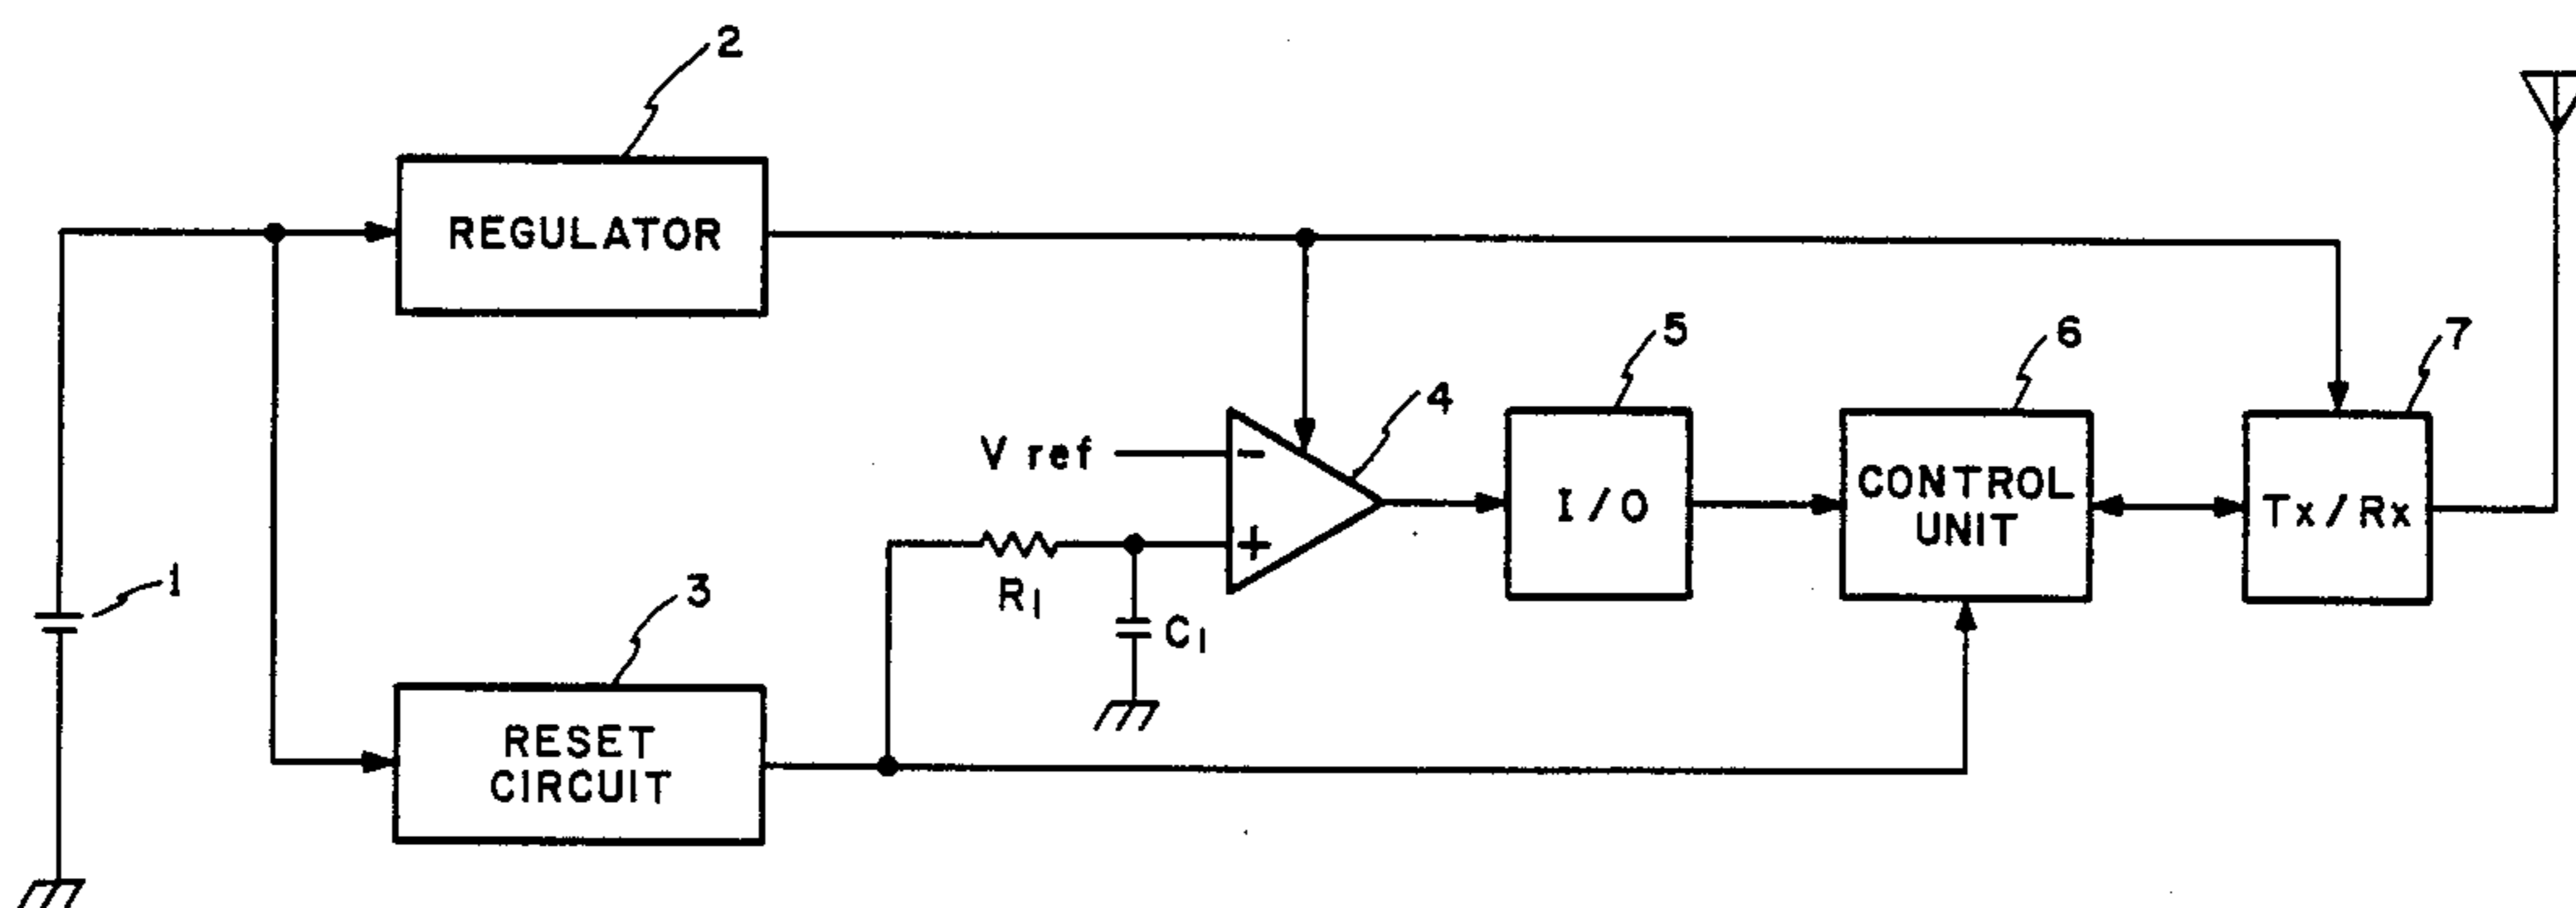 2
REGULATOR
5
6
7
4
V ref
-
+
I/O
CONTROL
UNIT
Tx/Rx
R1
C1
1
3
RESET
CIRCUIT